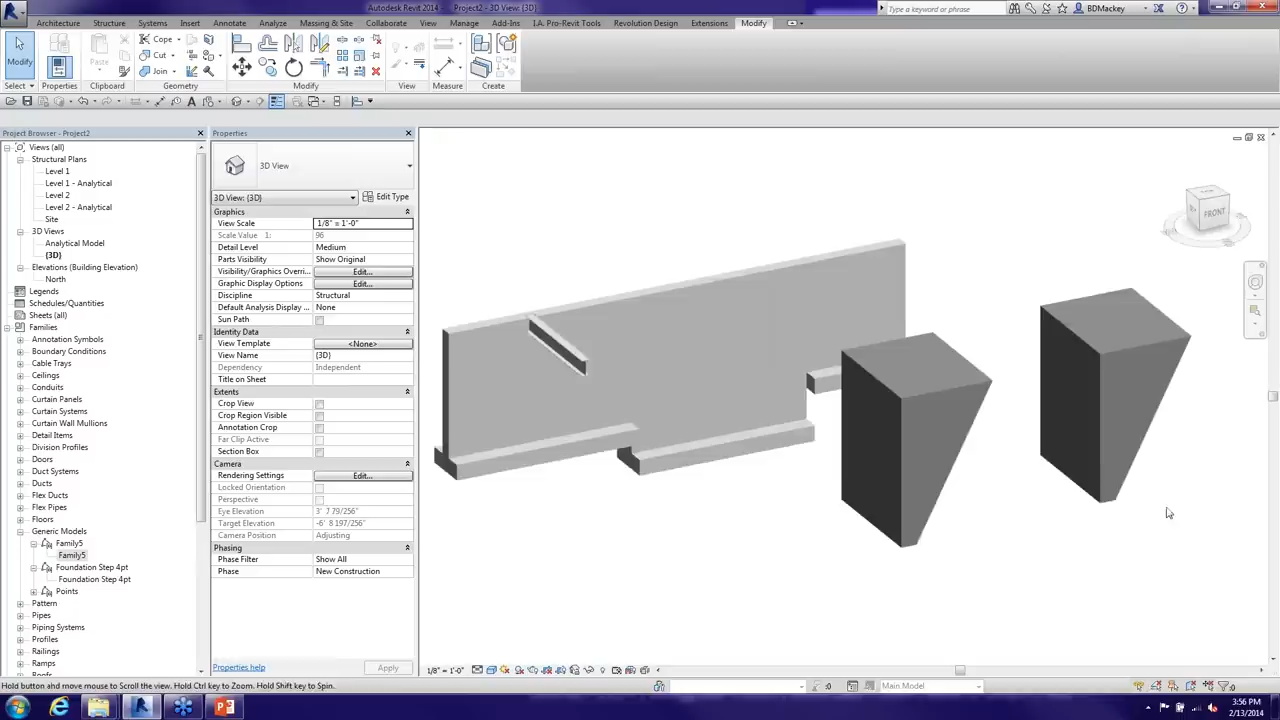 Autodesk Revit 2014 - Project2 - 3D View: {3D}
Type a keyword or phrase
BDMackey
Architecture Structure Systems Insert Annotate Analyze Massing & Site Collaborate View Manage Add-Ins I.A. Pro-Revit Tools Revolution Design Extensions Modify
Modify
Paste
Cope
Cut
Join
Select Properties Clipboard Geometry Modify View Measure Create
Project Browser - Project2
Views (all)
Structural Plans
Level 1
Level 1 - Analytical
Level 2
Level 2 - Analytical
Site
3D Views
Analytical Model
{3D}
Elevations (Building Elevation)
North
Legends
Schedules/Quantities
Sheets (all)
Families
Annotation Symbols
Boundary Conditions
Cable Trays
Ceilings
Conduits
Curtain Panels
Curtain Systems
Curtain Wall Mullions
Detail Items
Division Profiles
Doors
Duct Systems
Ducts
Flex Ducts
Flex Pipes
Floors
Generic Models
Family5
Family5
Foundation Step 4pt
Foundation Step 4pt
Points
Pattern
Pipes
Piping Systems
Profiles
Railings
Ramps
Roofs
Properties
3D View
3D View: {3D} Edit Type
Graphics
View Scale 1/8" = 1'-0"
Scale Value 1: 96
Detail Level Medium
Parts Visibility Show Original
Visibility/Graphics Overri... Edit...
Graphic Display Options Edit...
Discipline Structural
Default Analysis Display ... None
Sun Path
Identity Data
View Template <None>
View Name {3D}
Dependency Independent
Title on Sheet
Extents
Crop View
Crop Region Visible
Annotation Crop
Far Clip Active
Section Box
Camera
Rendering Settings Edit...
Locked Orientation
Perspective
Eye Elevation 3' 7 79/256"
Target Elevation -6' 8 197/256"
Camera Position Adjusting
Phasing
Phase Filter Show All
Phase New Construction
Properties help Apply
FRONT
1/8" = 1'-0"
Hold button and move mouse to Scroll the view. Hold Ctrl key to Zoom. Hold Shift key to Spin.
:0
Main Model
:0
3:56 PM
2/13/2014